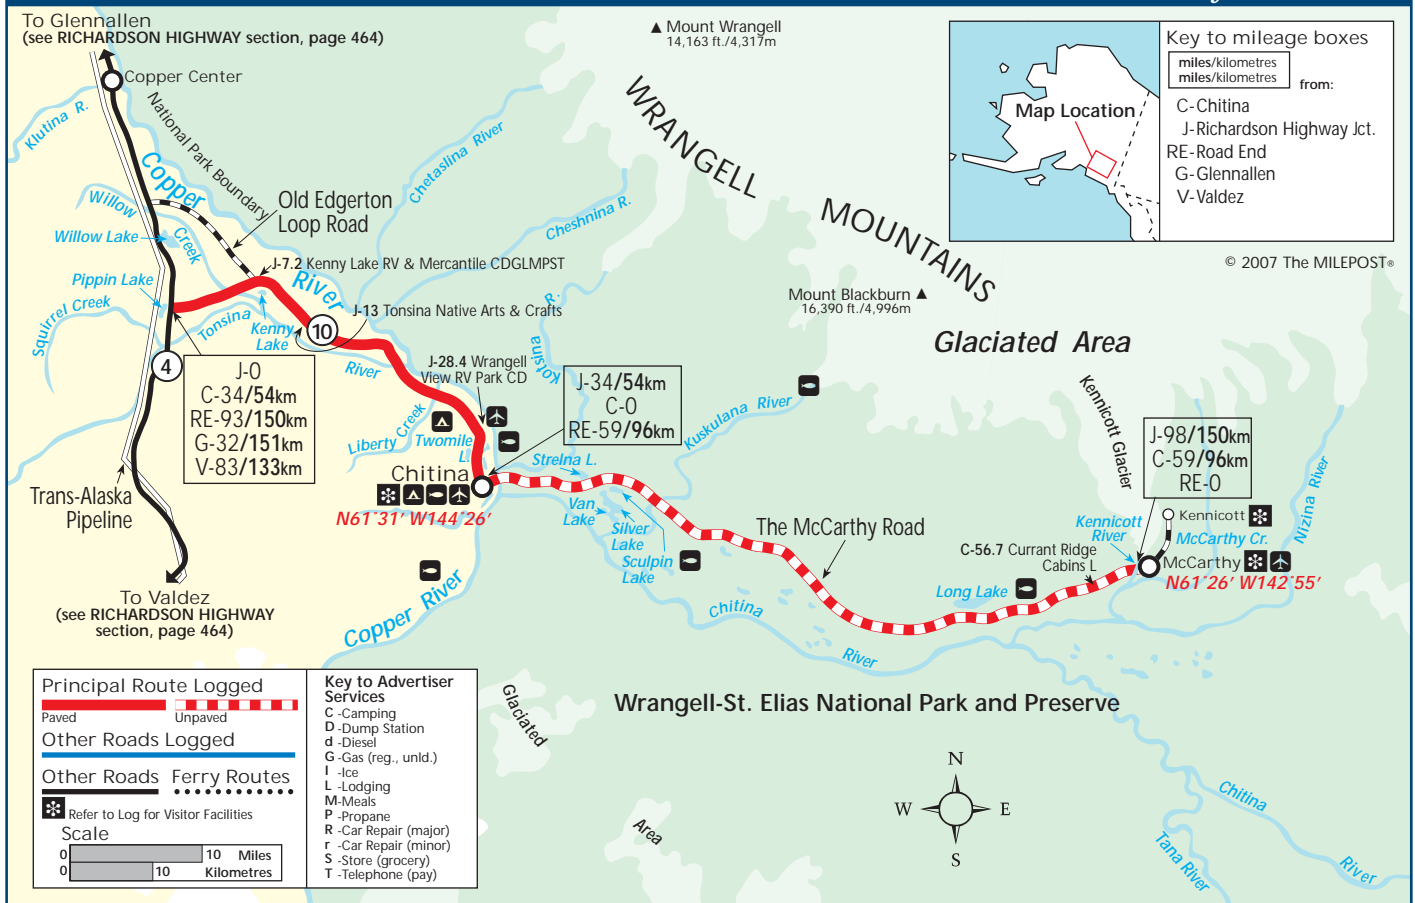 To Glennallen
(see RICHARDSON HIGHWAY section, page 464)
Copper Center
Klutina R.
National Park Boundary
Copper
River
Chetaslina River
Cheshnina R.
▲ Mount Wrangell
14,163 ft./4,317m
WRANGELL
MOUNTAINS
Map Location
Key to mileage boxes
miles/kilometres
miles/kilometres
from:
C-Chitina
J-Richardson Highway Jct.
RE-Road End
G-Glennallen
V-Valdez
© 2007 The MILEPOST®
Willow
Creek
Willow Lake
Old Edgerton
Loop Road
J-7.2 Kenny Lake RV & Mercantile CDGLMPST
Pippin Lake
Squirrel Creek
Tonsina
River
Kenny
Lake
10
J-13 Tonsina Native Arts & Crafts
Kotsina
R.
Mount Blackburn ▲
16,390 ft./4,996m
Glaciated Area
4
J-0
C-34/54km
RE-93/150km
G-32/151km
V-83/133km
J-28.4 Wrangell
View RV Park CD
J-34/54km
C-0
RE-59/96km
Kuskulana River
Kennicott Glacier
J-98/150km
C-59/96km
RE-0
Liberty Creek
Twomile
L.
Chitina
N61°31' W144°26'
Strelna L.
Van
Lake
Silver
Lake
Sculpin
Lake
The McCarthy Road
Trans-Alaska
Pipeline
Kennicott
River
Kennicott
McCarthy Cr.
Nizina River
C-56.7 Currant Ridge
Cabins L
McCarthy
N61°26' W142°55'
Long Lake
Copper River
Chitina
River
To Valdez
(see RICHARDSON HIGHWAY
section, page 464)
Wrangell-St. Elias National Park and Preserve
Glaciated
Area
Chitina
River
Tana River
N
W
E
S
Principal Route Logged
Paved
Unpaved
Other Roads Logged
Other Roads
Ferry Routes
Refer to Log for Visitor Facilities
Scale
0
10
Miles
0
10
Kilometres
Key to Advertiser
Services
C -Camping
D -Dump Station
d -Diesel
G -Gas (reg., unld.)
I -Ice
L -Lodging
M -Meals
P -Propane
R -Car Repair (major)
r -Car Repair (minor)
S -Store (grocery)
T -Telephone (pay)